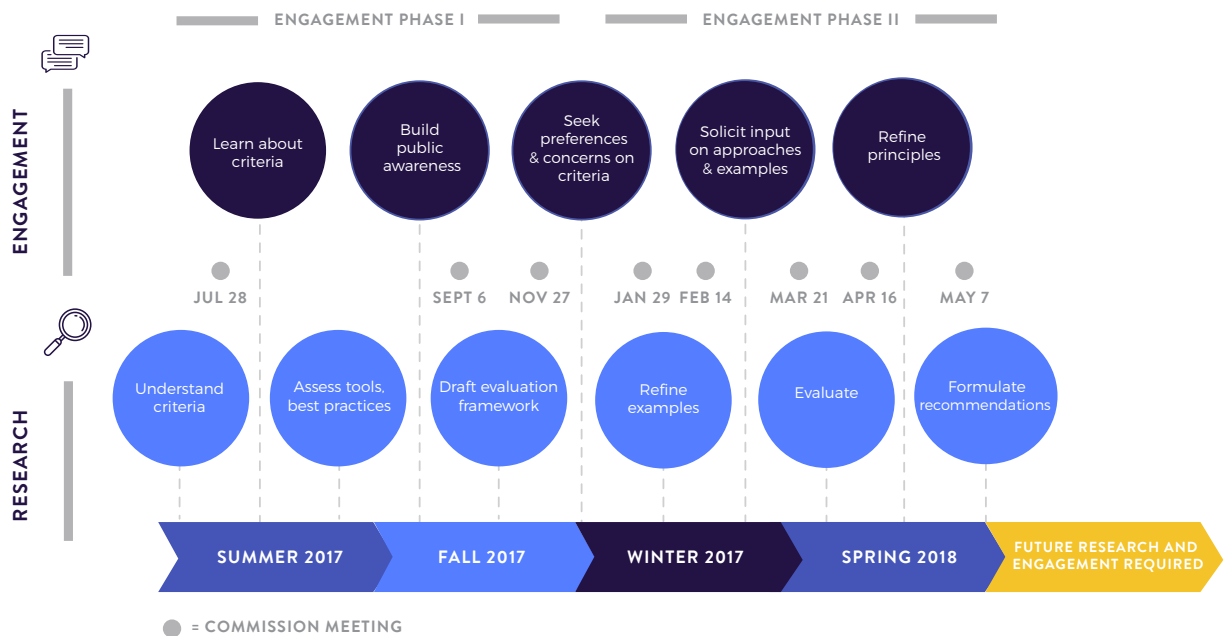 ENGAGEMENT PHASE I
ENGAGEMENT PHASE II
ENGAGEMENT
Learn about
criteria
Build
public
awareness
Seek
preferences
& concerns on
criteria
Solicit input
on approaches
& examples
Refine
principles
JUL 28
SEPT 6
NOV 27
JAN 29
FEB 14
MAR 21
APR 16
MAY 7
RESEARCH
Understand
criteria
Assess tools,
best practices
Draft evaluation
framework
Refine
examples
Evaluate
Formulate
recommendations
SUMMER 2017
FALL 2017
WINTER 2017
SPRING 2018
FUTURE RESEARCH AND
ENGAGEMENT REQUIRED
= COMMISSION MEETING